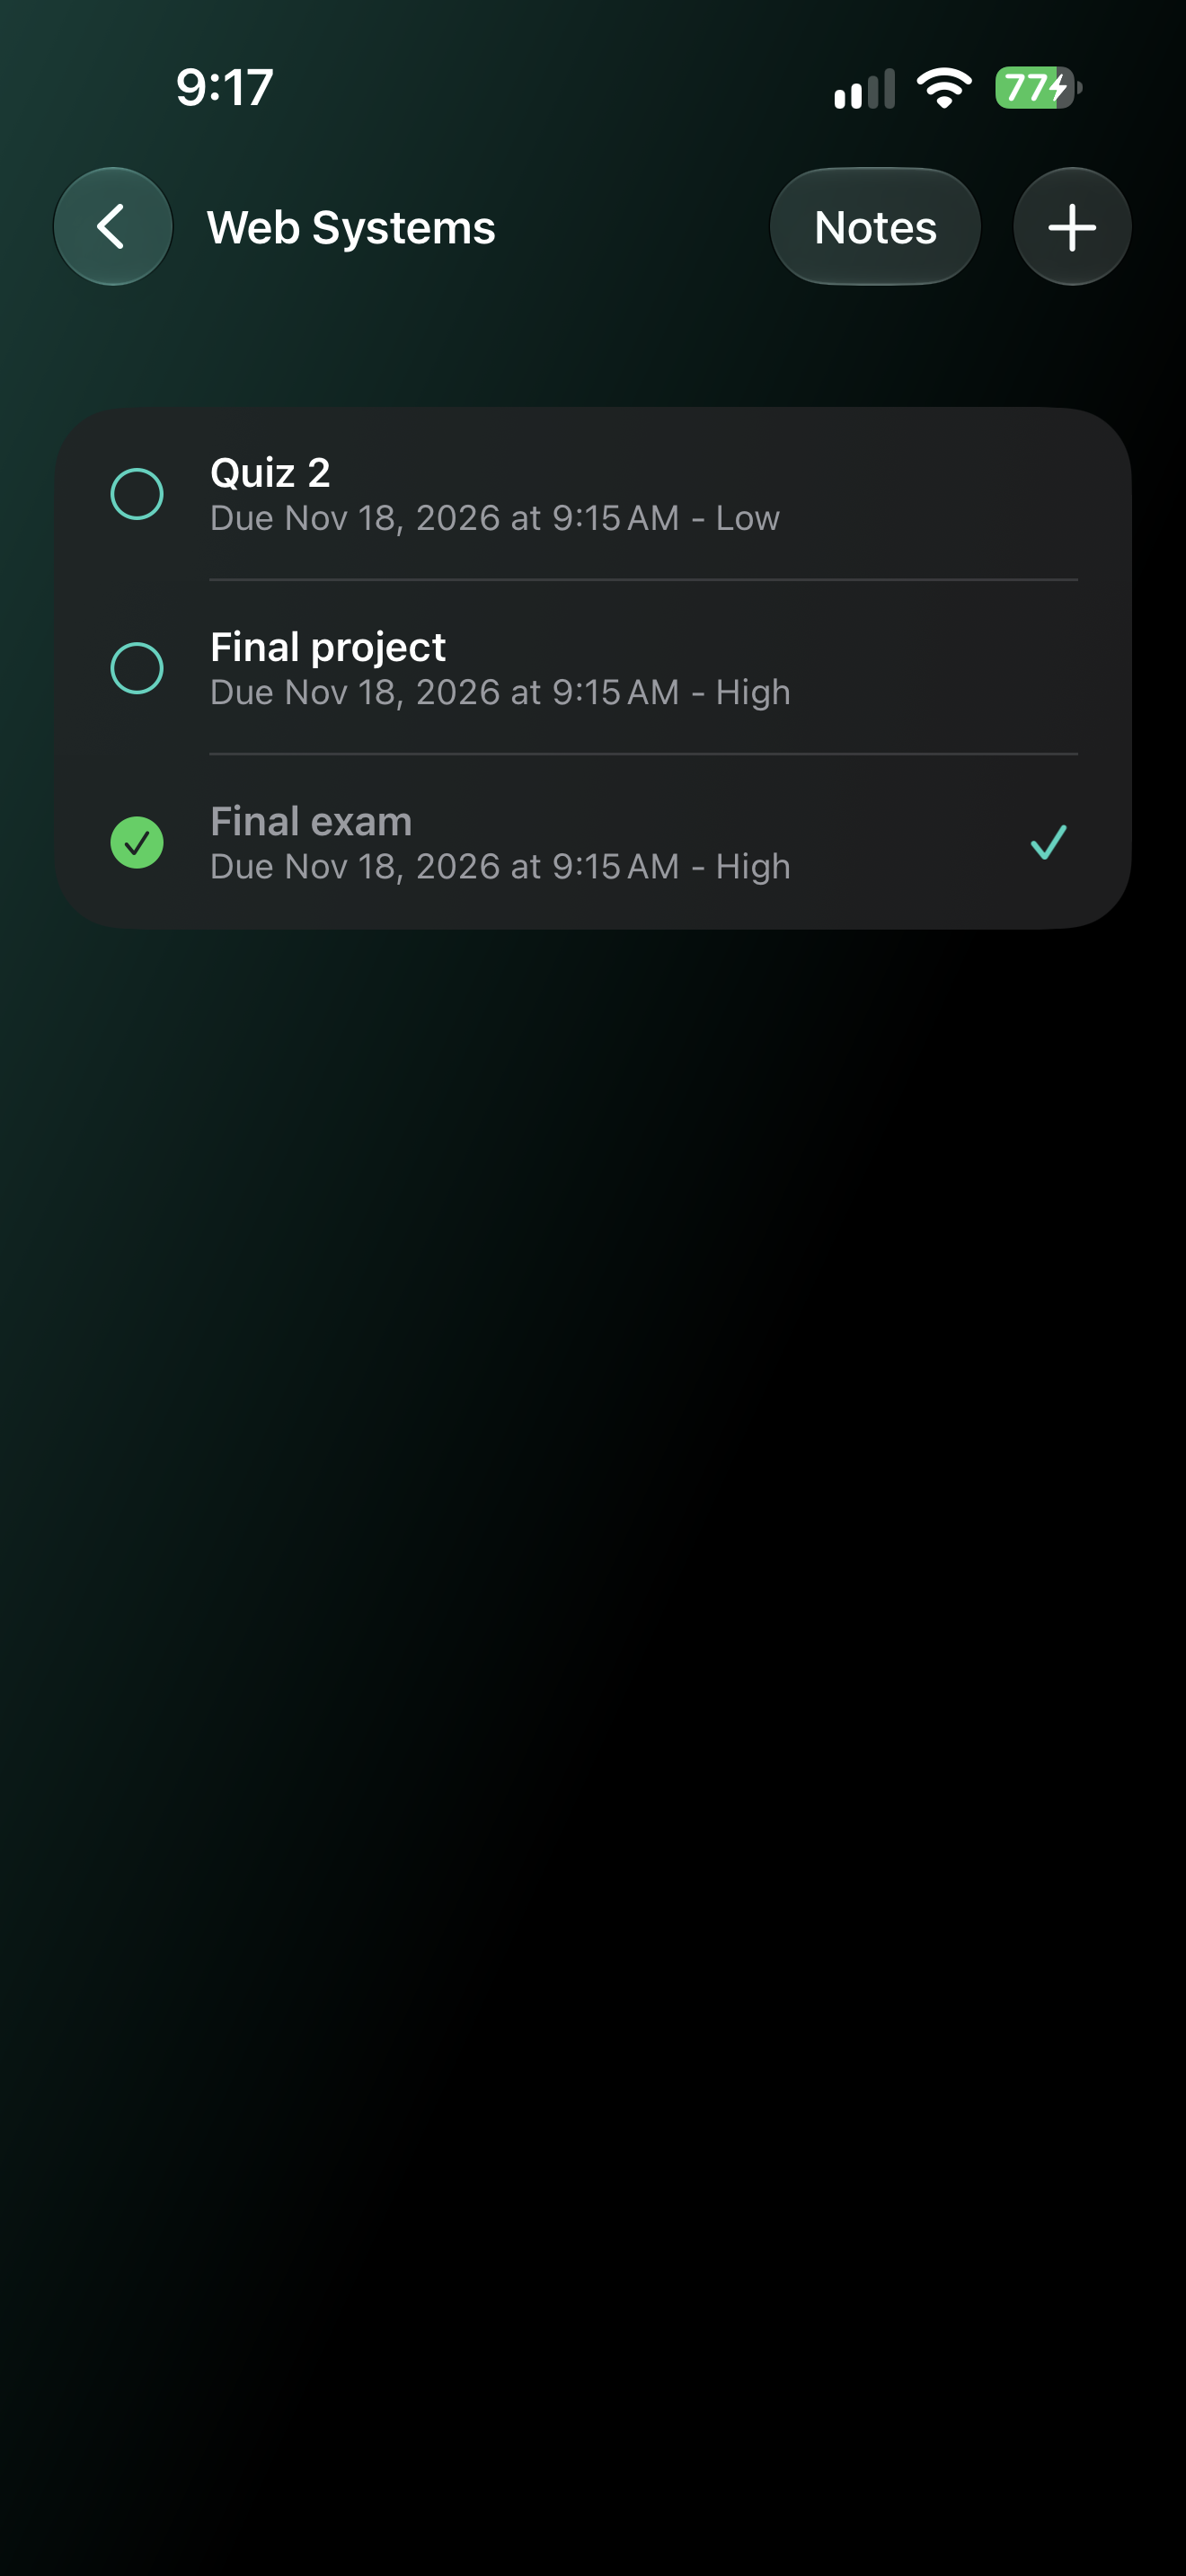 9:17
77
Web Systems
Notes
Quiz 2
Due Nov 18, 2026 at 9:15 AM - Low
Final project
Due Nov 18, 2026 at 9:15 AM - High
Final exam
Due Nov 18, 2026 at 9:15 AM - High